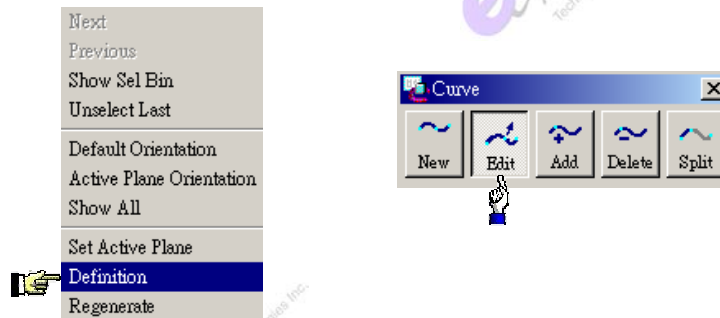 Next
Previous
Show Sel Bin
Unselect Last
Default Orientation
Active Plane Orientation
Show All
Set Active Plane
Definition
Regenerate
Curve
New Edit Add Delete Split